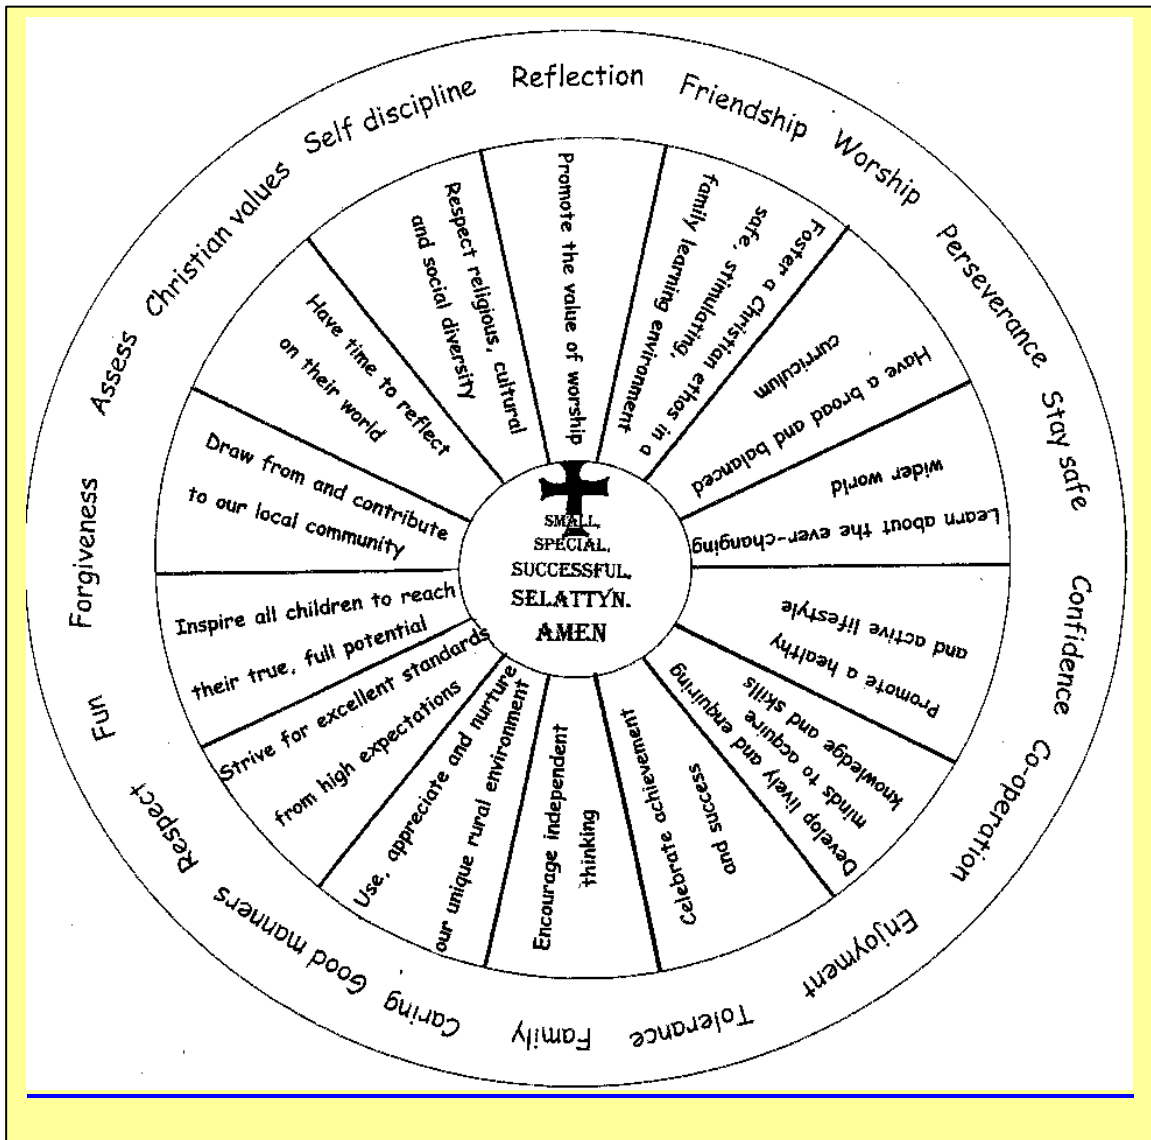 Reflection
Friendship
Worship
Perseverance
Stay safe
Confidence
Co-operation
Enjoyment
Tolerance
Family
Caring
Good manners
Respect
Fun
Forgiveness
Assess
Christian values
Self discipline
Promote the value of worship
Foster a Christian ethos in a
safe, stimulating,
family learning environment
Have a broad and balanced
curriculum
Learn about the ever-changing
wider world
Promote a healthy
and active lifestyle
Develop lively and enquiring
minds to acquire
knowledge and skills
Celebrate achievement
and success
Encourage independent
thinking
Use, appreciate and nurture
our unique rural environment
Strive for excellent standards
from high expectations
Inspire all children to reach
their true, full potential
Draw from and contribute
to our local community
Have time to reflect
on their world
Respect religious, cultural
and social diversity
SMALL,
SPECIAL,
SUCCESSFUL,
SELATTYN.
AMEN